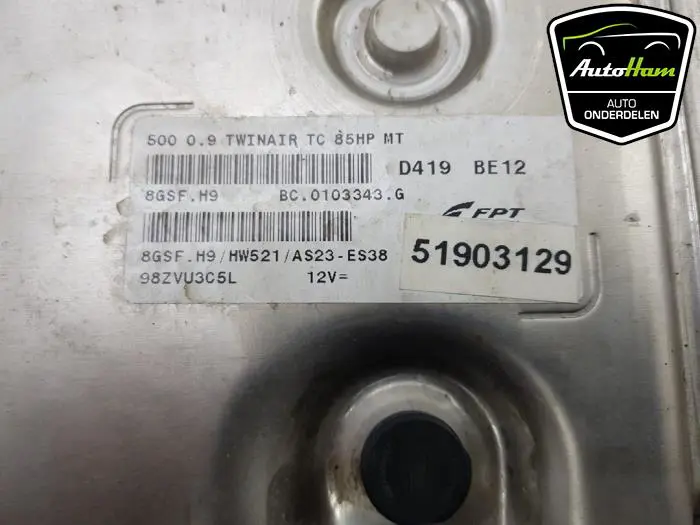 AutoHam
AUTO
ONDERDELEN
500 0.9 TWINAIR TC 85HP MT
D419 BE12
8GSF.H9 BC.0103343.G
FPT
8GSF.H9/HW521/AS23-ES38
51903129
98ZVU3C5L 12V=